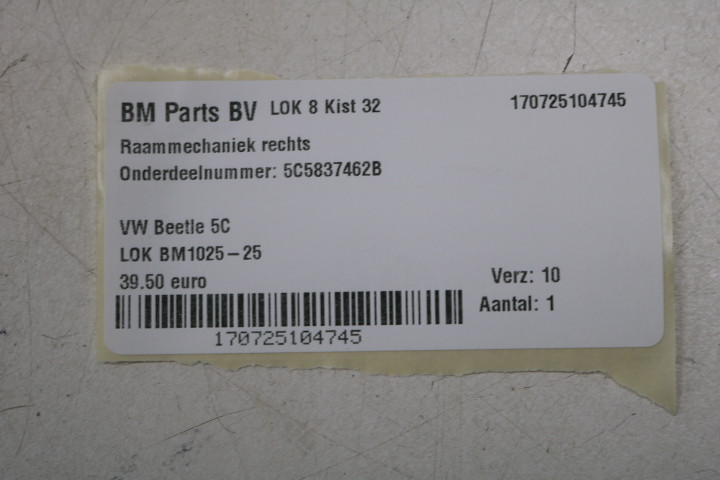 BM Parts BV LOK 8 Kist 32 170725104745
Raammechaniek rechts
Onderdeelnummer: 5C5837462B
VW Beetle 5C
LOK BM1025-25
39.50 euro
Verz: 10
Aantal: 1
170725104745